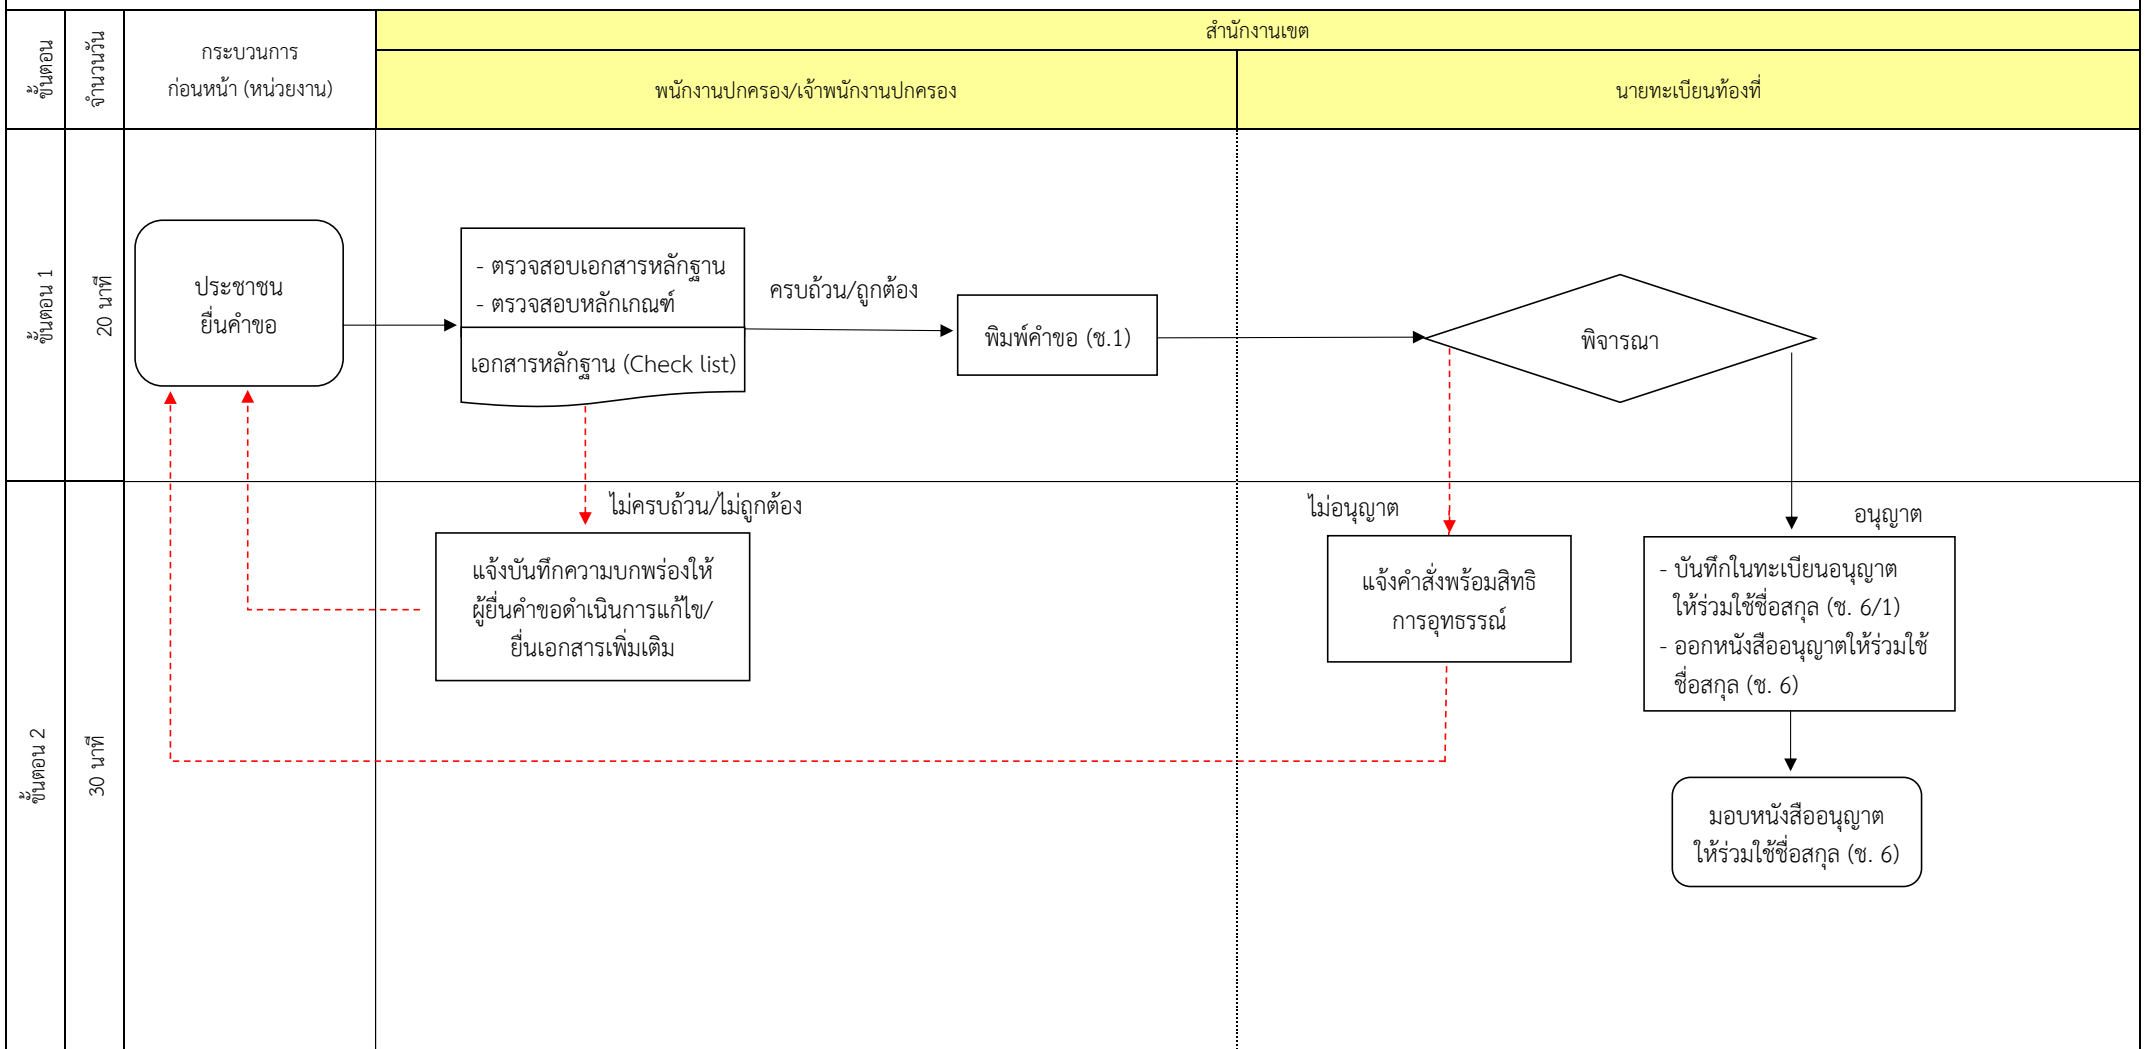 ขั้นตอน
จำนวนวัน
กระบวนการ
ก่อนหน้า (หน่วยงาน)
สำนักงานเขต
พนักงานปกครอง/เจ้าพนักงานปกครอง
นายทะเบียนท้องที่
ขั้นตอน 1
20 นาที
ประชาชน
ยื่นคำขอ
- ตรวจสอบเอกสารหลักฐาน
- ตรวจสอบหลักเกณฑ์
เอกสารหลักฐาน (Check list)
ครบถ้วน/ถูกต้อง
พิมพ์คำขอ (ช.1)
พิจารณา
ขั้นตอน 2
30 นาที
ไม่ครบถ้วน/ไม่ถูกต้อง
แจ้งบันทึกความบกพร่องให้
ผู้ยื่นคำขอดำเนินการแก้ไข/
ยื่นเอกสารเพิ่มเติม
ไม่อนุญาต
แจ้งคำสั่งพร้อมสิทธิ
การอุทธรรณ์
อนุญาต
- บันทึกในทะเบียนอนุญาต
ให้ร่วมใช้ชื่อสกุล (ช. 6/1)
- ออกหนังสืออนุญาตให้ร่วมใช้
ชื่อสกุล (ช. 6)
มอบหนังสืออนุญาต
ให้ร่วมใช้ชื่อสกุล (ช. 6)